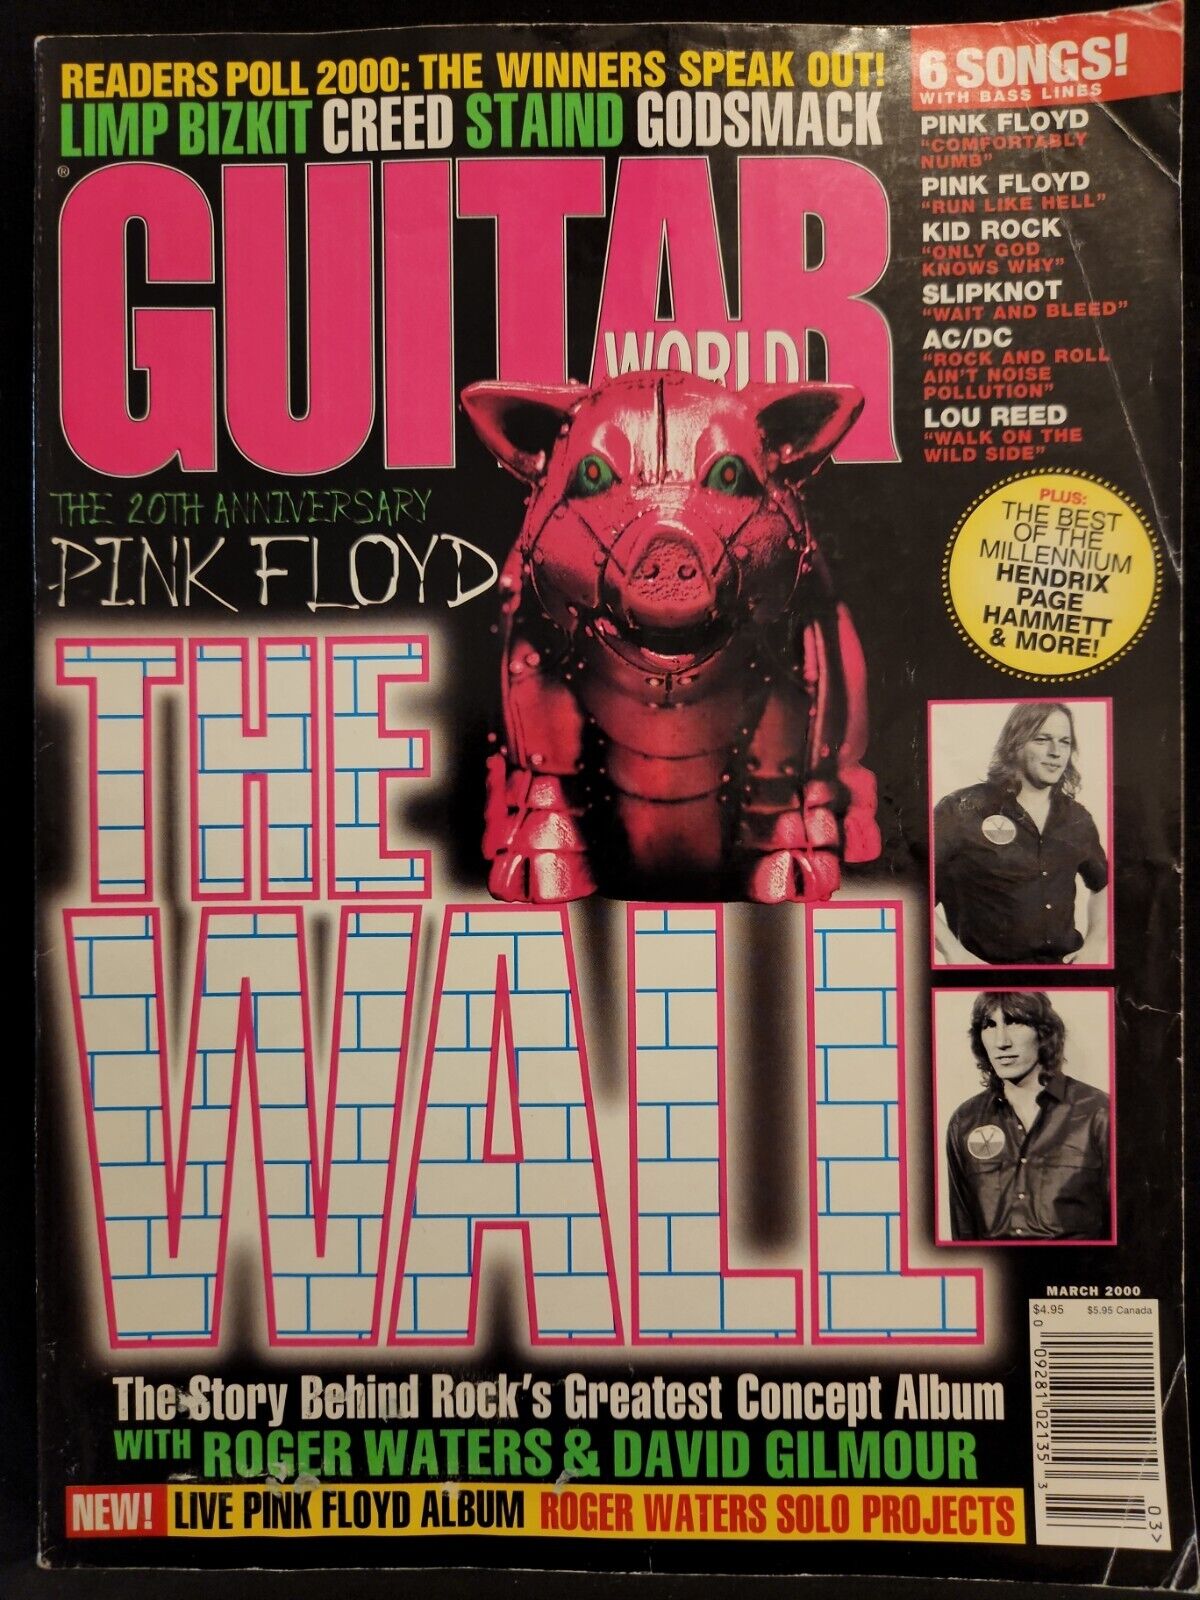 READERS POLL 2000: THE WINNERS SPEAK OUT!
LIMP BIZKIT CREED STAIND GODSMACK
GUITAR
®
WORLD
6 SONGS!
WITH BASS LINES
PINK FLOYD
"COMFORTABLY
NUMB"
PINK FLOYD
"RUN LIKE HELL"
KID ROCK
"ONLY GOD
KNOWS WHY"
SLIPKNOT
"WAIT AND BLEED"
AC/DC
"ROCK AND ROLL
AIN'T NOISE
POLLUTION"
LOU REED
"WALK ON THE
WILD SIDE"
PLUS:
THE BEST
OF THE
MILLENNIUM
HENDRIX
PAGE
HAMMETT
& MORE!
THE 20TH ANNIVERSARY
PINK FLOYD
THE
WALL
The Story Behind Rock's Greatest Concept Album
WITH ROGER WATERS & DAVID GILMOUR
NEW! LIVE PINK FLOYD ALBUM ROGER WATERS SOLO PROJECTS
MARCH 2000
$4.95 $5.95 Canada
0 09281 02135 3
03>